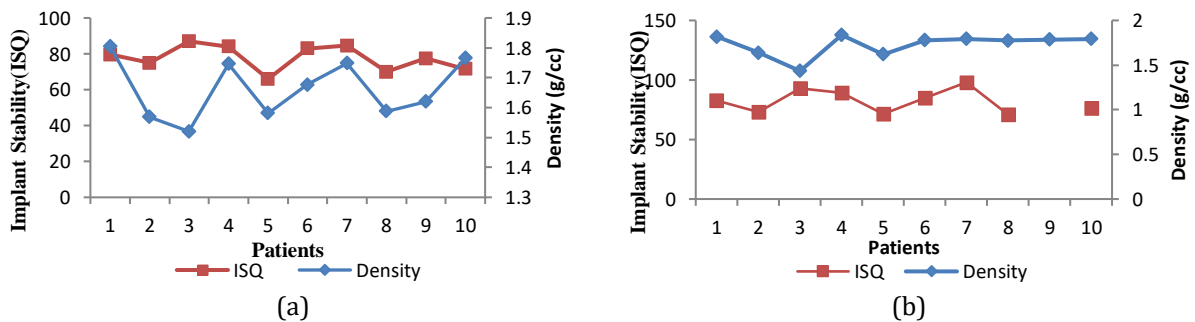 100
80
60
40
20
0
Implant Stability(ISQ)
1.9
1.8
1.7
1.6
1.5
1.4
1.3
Density (g/cc)
1 2 3 4 5 6 7 8 9 10
Patients
ISQ Density
(a)
150
100
50
0
Implant Stability(ISQ)
2
1.5
1
0.5
0
Density (g/cc)
1 2 3 4 5 6 7 8 9 10
Patients
ISQ Density
(b)